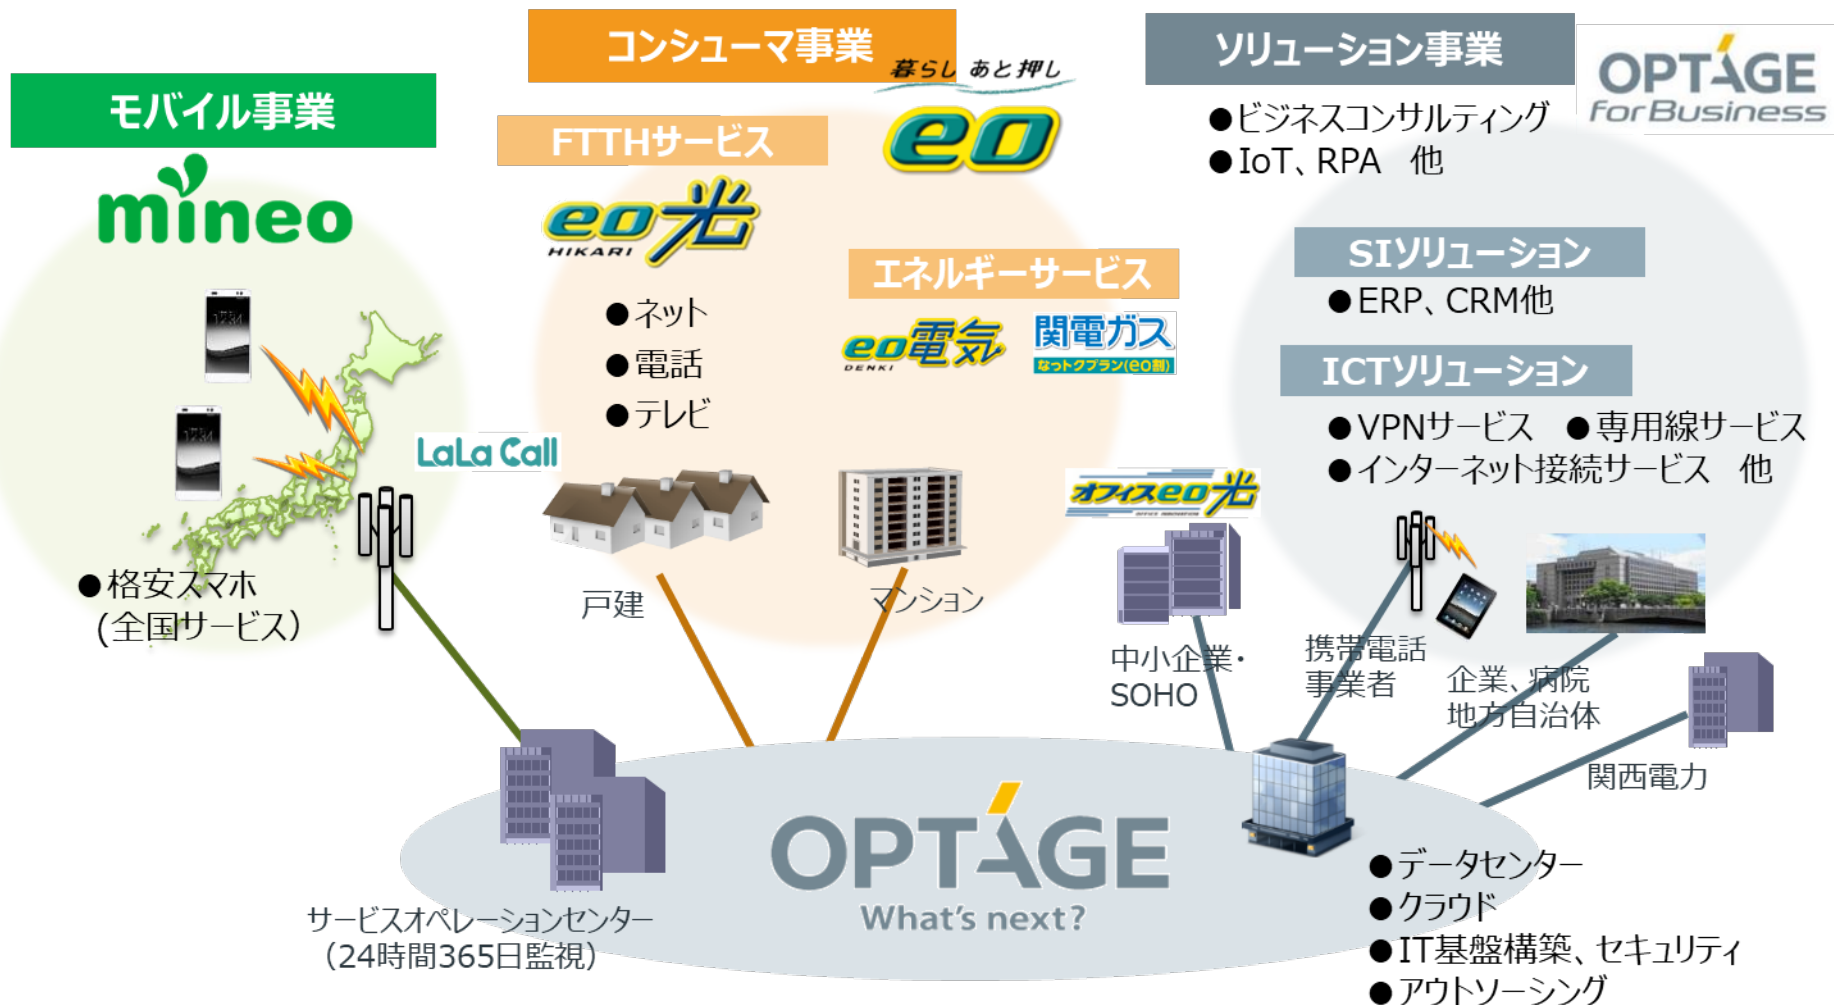 モバイル事業
mineo
●格安スマホ
(全国サービス)
LaLa Call
コンシューマ事業
暮らし あと押し
eo
FTTHサービス
eo光
HIKARI
●ネット
●電話
●テレビ
エネルギーサービス
eo電気
DENKI
関電ガス
なっトクプラン(eo割)
戸建
マンション
ソリューション事業
OPTAGE
for Business
●ビジネスコンサルティング
●IoT、RPA 他
SIソリューション
●ERP、CRM他
ICTソリューション
●VPNサービス ●専用線サービス
●インターネット接続サービス 他
オフィスeo光
中小企業・
SOHO
携帯電話
事業者
企業、病院
地方自治体
関西電力
サービスオペレーションセンター
(24時間365日監視)
OPTAGE
What's next?
●データセンター
●クラウド
●IT基盤構築、セキュリティ
●アウトソーシング